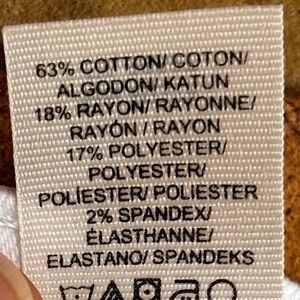 63% COTTON/ COTON/
ALGODON/ KATUN
18% RAYON/ RAYONNE/
RAYÓN / RAYON
17% POLYESTER/
POLYESTER/
POLÍESTER/ POLIESTER
2% SPANDEX/
ÉLASTHANNE/
ELASTANO/ SPANDEKS